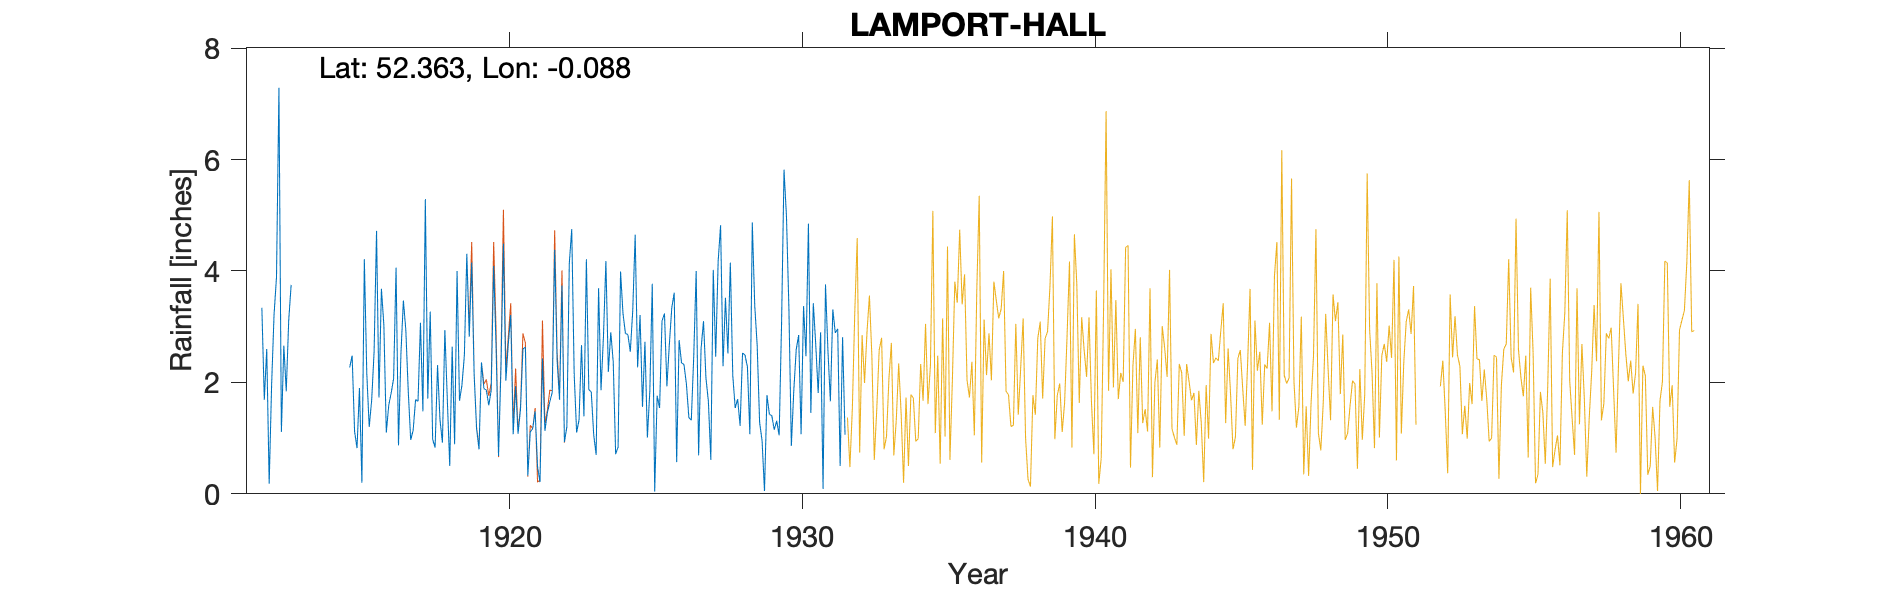 LAMPORT-HALL
Lat: 52.363, Lon: -0.088
8
6
4
2
0
Rainfall [inches]
1920 1930 1940 1950 1960
Year